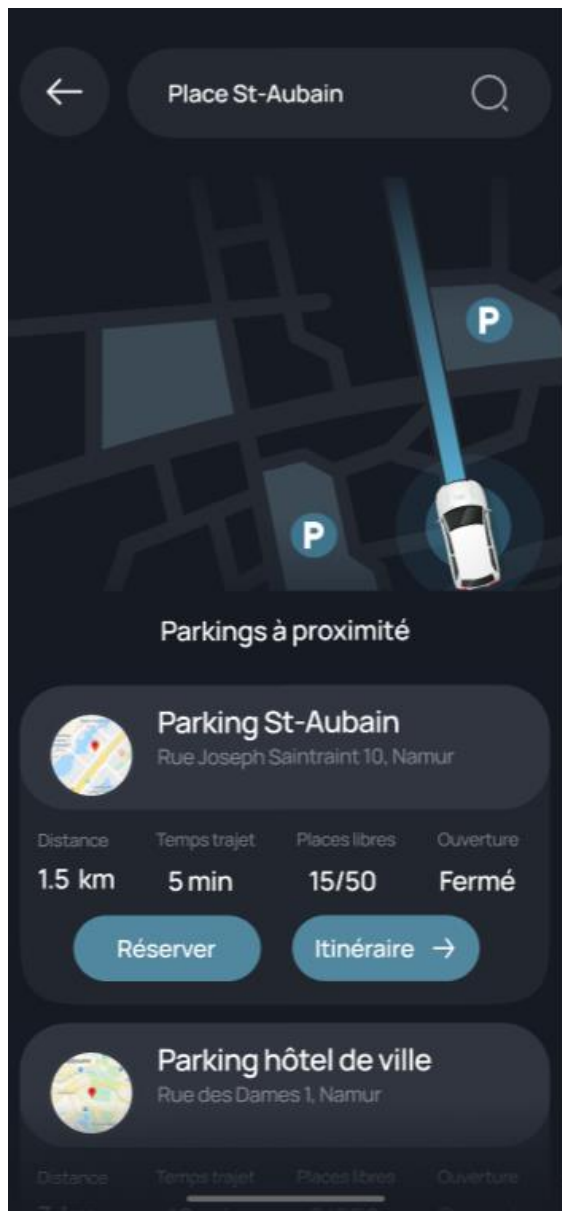 Place St-Aubain
P
P
Parkings à proximité
Parking St-Aubain
Rue Joseph Saintraint 10, Namur
Distance Temps trajet Places libres Ouverture
1.5 km 5 min 15/50 Fermé
Réserver Itinéraire →
Parking hôtel de ville
Rue des Dames 1, Namur
Distance Temps trajet Places libres Ouverture